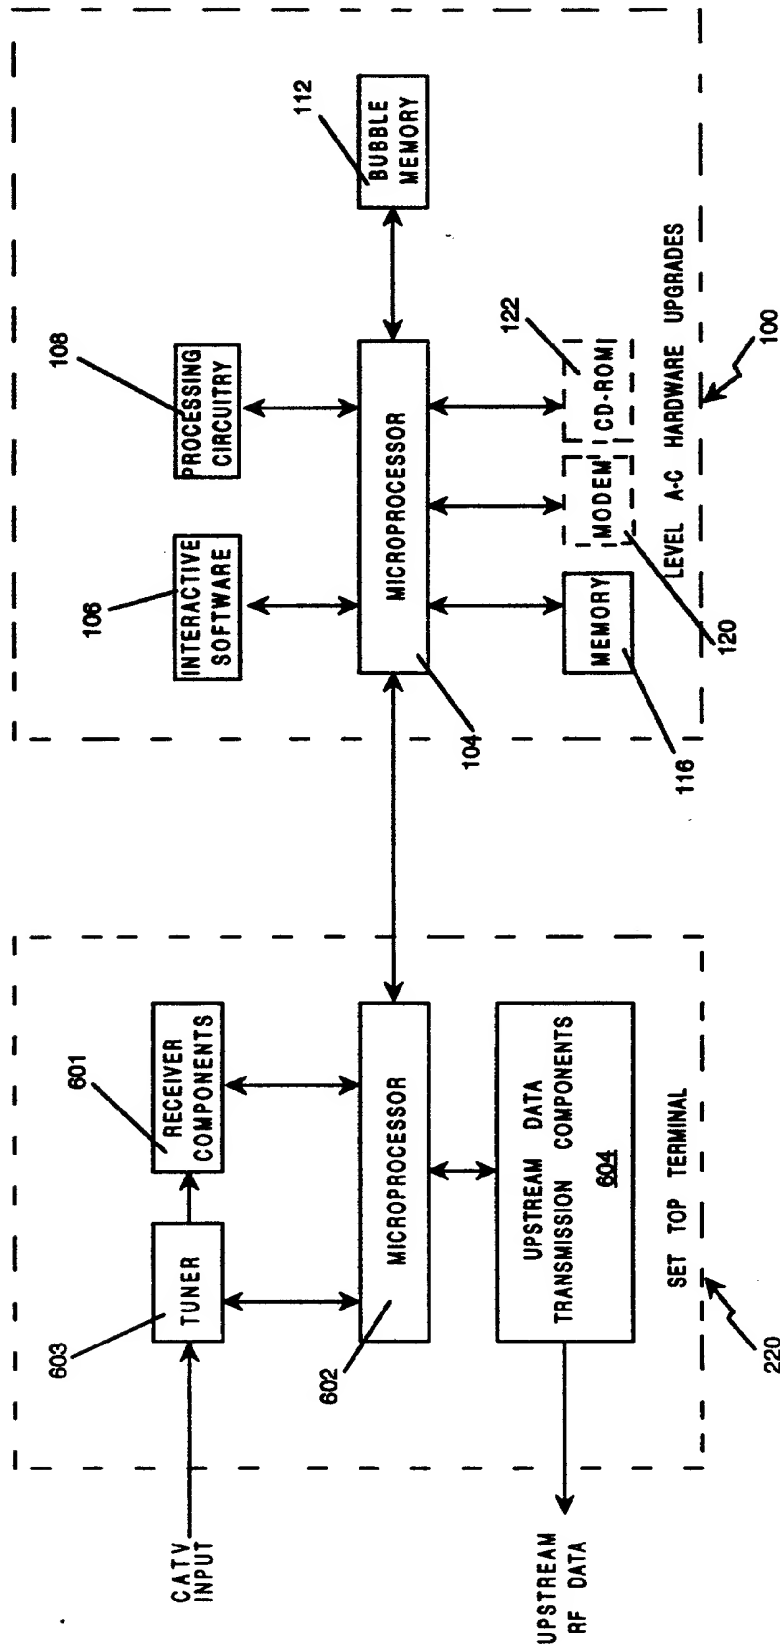 CATV
INPUT
UPSTREAM
RF DATA
603
TUNER
601
RECEIVER
COMPONENTS
602
MICROPROCESSOR
UPSTREAM DATA
TRANSMISSION COMPONENTS
604
SET TOP TERMINAL
220
106
INTERACTIVE
SOFTWARE
108
PROCESSING
CIRCUITRY
104
MICROPROCESSOR
112
BUBBLE
MEMORY
116
MEMORY
120
MODEM
122
CD-ROM
LEVEL A-C HARDWARE UPGRADES
100